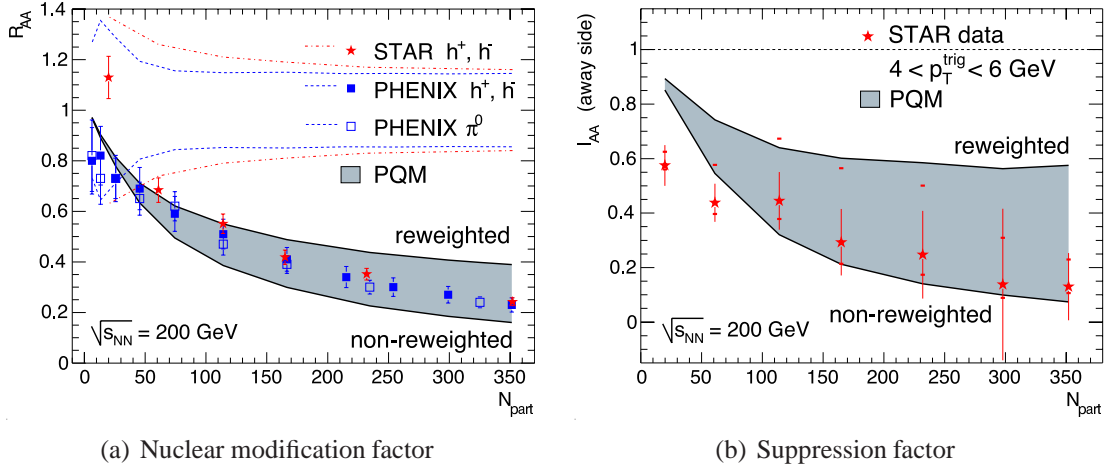 R_AA
1.4
1.2
1
0.8
0.6
0.4
0.2
0
STAR h⁺, h⁻
PHENIX h⁺, h⁻
PHENIX π⁰
PQM
reweighted
non-reweighted
√s_NN = 200 GeV
0 50 100 150 200 250 300 350
N_part
(a) Nuclear modification factor
I_AA (away side)
1
0.8
0.6
0.4
0.2
0
STAR data
4 < p_T^trig < 6 GeV
PQM
reweighted
non-reweighted
√s_NN = 200 GeV
0 50 100 150 200 250 300 350
N_part
(b) Suppression factor